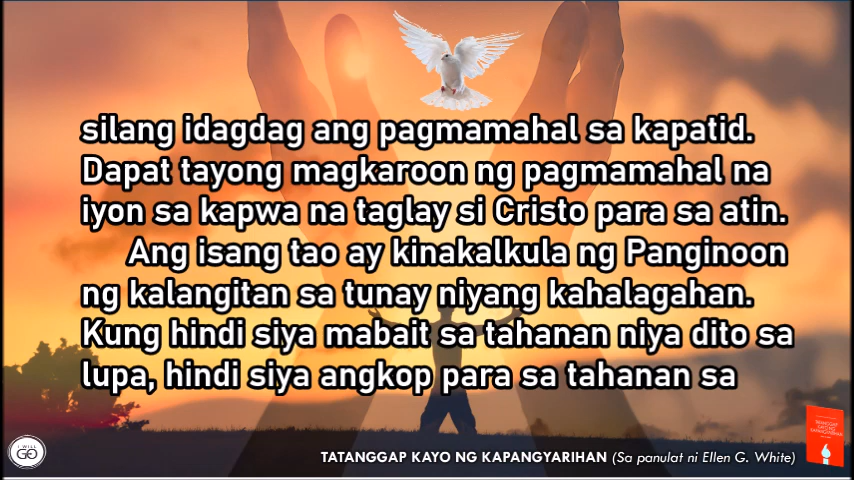 silang idagdag ang pagmamahal sa kapatid.
Dapat tayong magkaroon ng pagmamahal na
iyon sa kapwa na taglay si Cristo para sa atin.
Ang isang tao ay kinakalkula ng Panginoon
ng kalangitan sa tunay niyang kahalagahan.
Kung hindi siya mabait sa tahanan niya dito sa
lupa, hindi siya angkop para sa tahanan sa
I WILL
GO
TATANGGAP KAYO NG KAPANGYARIHAN (Sa panulat ni Ellen G. White)